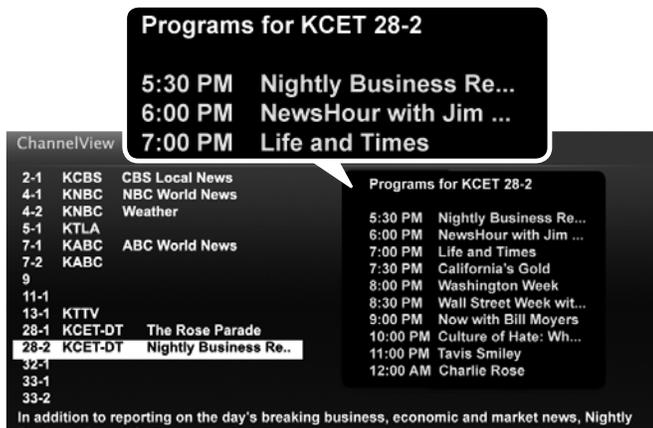 Programs for KCET 28-2
5:30 PM Nightly Business Re...
6:00 PM NewsHour with Jim ...
7:00 PM Life and Times
ChannelView
2-1 KCBS CBS Local News
4-1 KNBC NBC World News
4-2 KNBC Weather
5-1 KTLA
7-1 KABC ABC World News
7-2 KABC
9
11-1
13-1 KTTV
28-1 KCET-DT The Rose Parade
28-2 KCET-DT Nightly Business Re..
32-1
33-1
33-2
Programs for KCET 28-2
5:30 PM Nightly Business Re...
6:00 PM NewsHour with Jim ...
7:00 PM Life and Times
7:30 PM California's Gold
8:00 PM Washington Week
8:30 PM Wall Street Week wit...
9:00 PM Now with Bill Moyers
10:00 PM Culture of Hate: Wh...
11:00 PM Tavis Smiley
12:00 AM Charlie Rose
In addition to reporting on the day's breaking business, economic and market news, Nightly